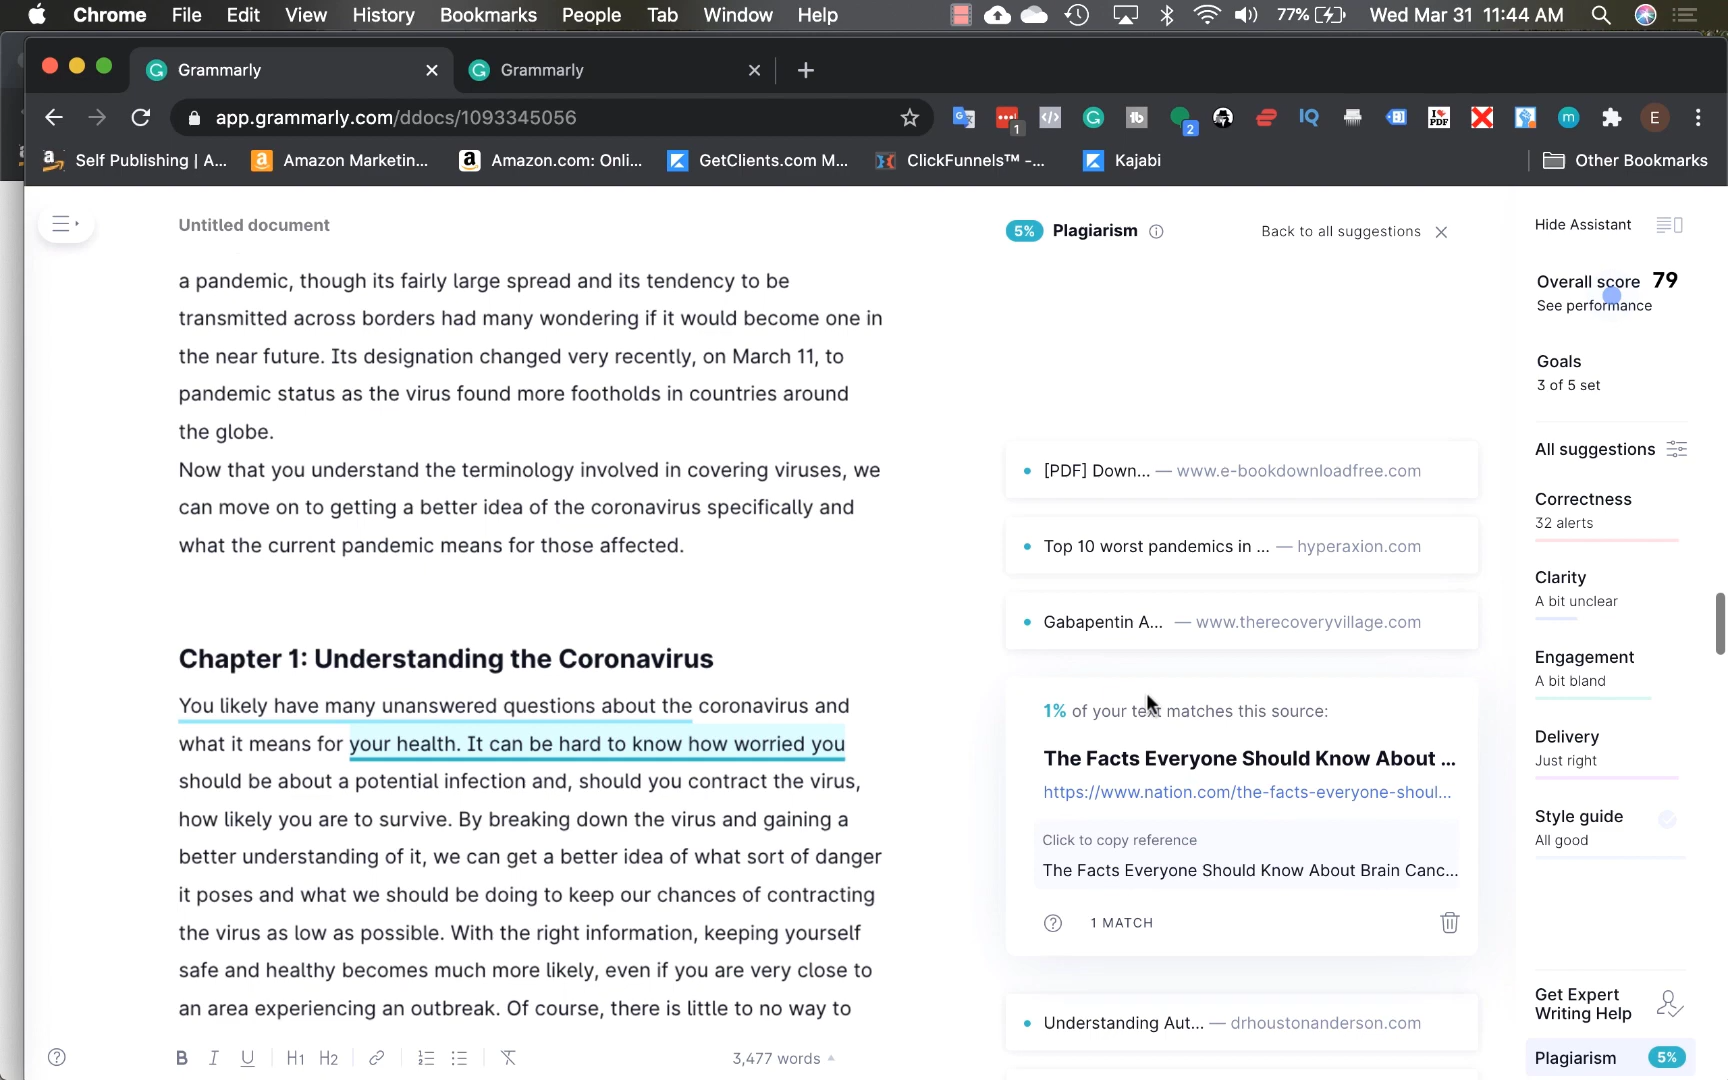 Chrome File Edit View History Bookmarks People Tab Window Help 77% Wed Mar 31 11:44 AM
Grammarly
Grammarly
app.grammarly.com/ddocs/1093345056
1
2
IQ
E
Self Publishing | A...
Amazon Marketin...
Amazon.com: Onli...
GetClients.com M...
ClickFunnels™ -...
Kajabi
Other Bookmarks
Untitled document
a pandemic, though its fairly large spread and its tendency to be
transmitted across borders had many wondering if it would become one in
the near future. Its designation changed very recently, on March 11, to
pandemic status as the virus found more footholds in countries around
the globe.
Now that you understand the terminology involved in covering viruses, we
can move on to getting a better idea of the coronavirus specifically and
what the current pandemic means for those affected.
Chapter 1: Understanding the Coronavirus
You likely have many unanswered questions about the coronavirus and
what it means for your health. It can be hard to know how worried you
should be about a potential infection and, should you contract the virus,
how likely you are to survive. By breaking down the virus and gaining a
better understanding of it, we can get a better idea of what sort of danger
it poses and what we should be doing to keep our chances of contracting
the virus as low as possible. With the right information, keeping yourself
safe and healthy becomes much more likely, even if you are very close to
an area experiencing an outbreak. Of course, there is little to no way to
B I U H1 H2
3,477 words
5% Plagiarism
Back to all suggestions
[PDF] Down... — www.e-bookdownloadfree.com
Top 10 worst pandemics in ... — hyperaxion.com
Gabapentin A... — www.therecoveryvillage.com
1% of your text matches this source:
The Facts Everyone Should Know About ...
https://www.nation.com/the-facts-everyone-shoul...
Click to copy reference
The Facts Everyone Should Know About Brain Canc...
1 MATCH
Understanding Aut... — drhoustonanderson.com
Hide Assistant
Overall score 79
See performance
Goals
3 of 5 set
All suggestions
Correctness
32 alerts
Clarity
A bit unclear
Engagement
A bit bland
Delivery
Just right
Style guide
All good
Get Expert
Writing Help
Plagiarism 5%